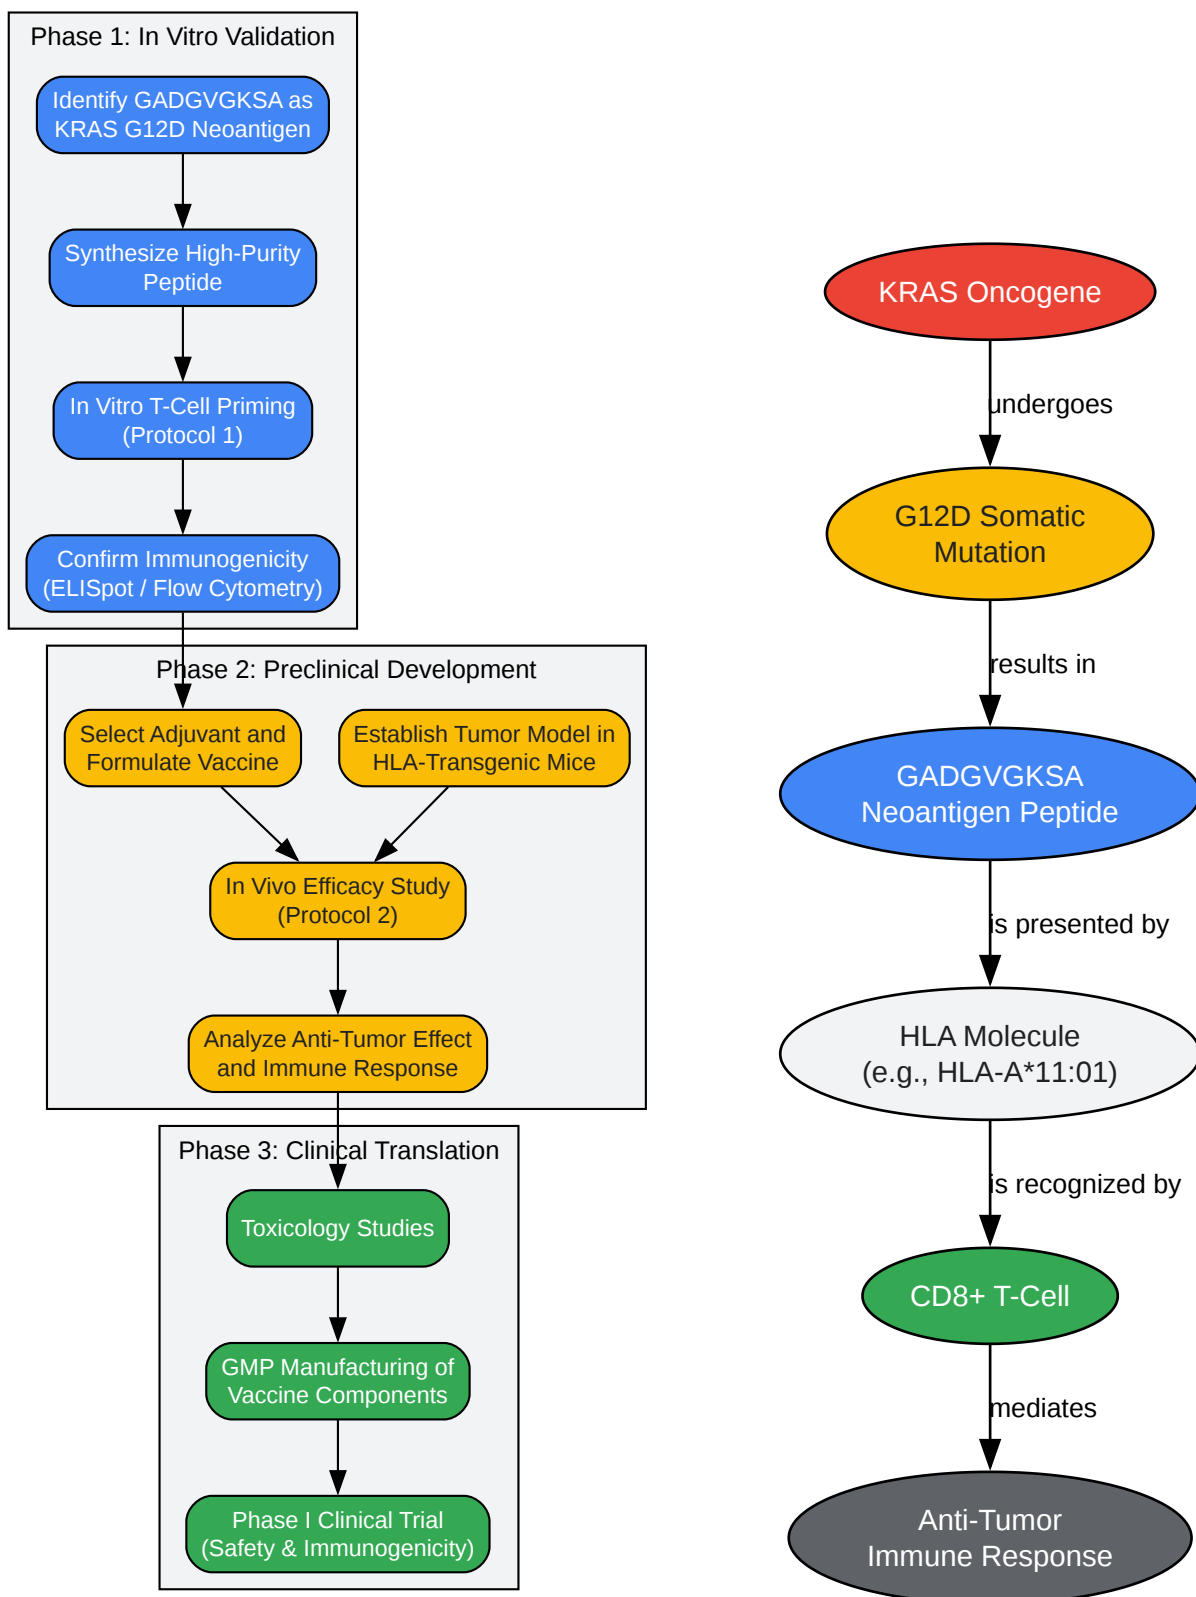 Phase 1: In Vitro Validation
Identify GADGVGKSA as
KRAS G12D Neoantigen
Synthesize High-Purity
Peptide
In Vitro T-Cell Priming
(Protocol 1)
Confirm Immunogenicity
(ELISpot / Flow Cytometry)
Phase 2: Preclinical Development
Select Adjuvant and
Formulate Vaccine
Establish Tumor Model in
HLA-Transgenic Mice
In Vivo Efficacy Study
(Protocol 2)
Analyze Anti-Tumor Effect
and Immune Response
Phase 3: Clinical Translation
Toxicology Studies
GMP Manufacturing of
Vaccine Components
Phase I Clinical Trial
(Safety & Immunogenicity)
KRAS Oncogene
undergoes
G12D Somatic
Mutation
results in
GADGVGKSA
Neoantigen Peptide
is presented by
HLA Molecule
(e.g., HLA-A*11:01)
is recognized by
CD8+ T-Cell
mediates
Anti-Tumor
Immune Response